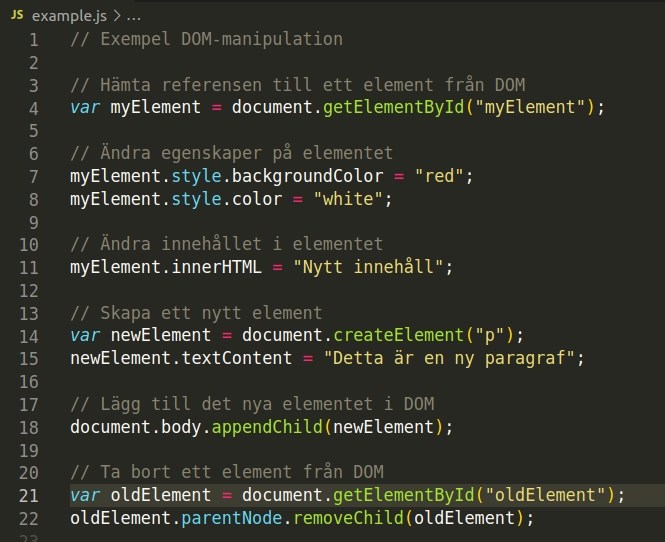 JS example.js > ...
1 // Exempel DOM-manipulation
2
3 // Hämta referensen till ett element från DOM
4 var myElement = document.getElementById("myElement");
5
6 // Ändra egenskaper på elementet
7 myElement.style.backgroundColor = "red";
8 myElement.style.color = "white";
9
10 // Ändra innehållet i elementet
11 myElement.innerHTML = "Nytt innehåll";
12
13 // Skapa ett nytt element
14 var newElement = document.createElement("p");
15 newElement.textContent = "Detta är en ny paragraf";
16
17 // Lägg till det nya elementet i DOM
18 document.body.appendChild(newElement);
19
20 // Ta bort ett element från DOM
21 var oldElement = document.getElementById("oldElement");
22 oldElement.parentNode.removeChild(oldElement);
23